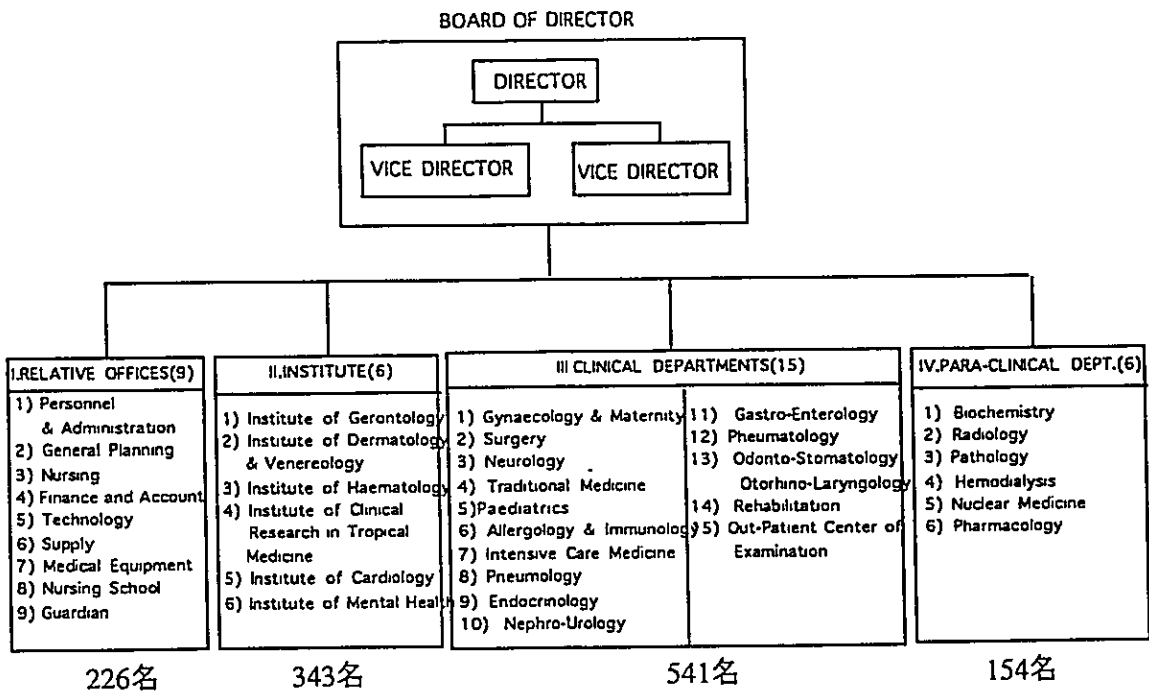 BOARD OF DIRECTOR
DIRECTOR
VICE DIRECTOR
VICE DIRECTOR
I.RELATIVE OFFICES(9)
1) Personnel
& Administration
2) General Planning
3) Nursing
4) Finance and Account
5) Technology
6) Supply
7) Medical Equipment
8) Nursing School
9) Guardian
226名
II.INSTITUTE(6)
1) Institute of Gerontology
2) Institute of Dermatology
& Venereology
3) Institute of Haematology
4) Institute of Clinical
Research in Tropical
Medicine
5) Institute of Cardiology
6) Institute of Mental Health
343名
III CLINICAL DEPARTMENTS(15)
1) Gynaecology & Maternity
2) Surgery
3) Neurology
4) Traditional Medicine
5)Paediatrics
6) Allergology & Immunology
7) Intensive Care Medicine
8) Pneumology
9) Endocrinology
10) Nephro-Urology
11) Gastro-Enterology
12) Pheumatology
13) Odonto-Stomatology
Otorhino-Laryngology
14) Rehabilitation
15) Out-Patient Center of
Examination
541名
IV.PARA-CLINICAL DEPT.(6)
1) Biochemistry
2) Radiology
3) Pathology
4) Hemodialysis
5) Nuclear Medicine
6) Pharmacology
154名